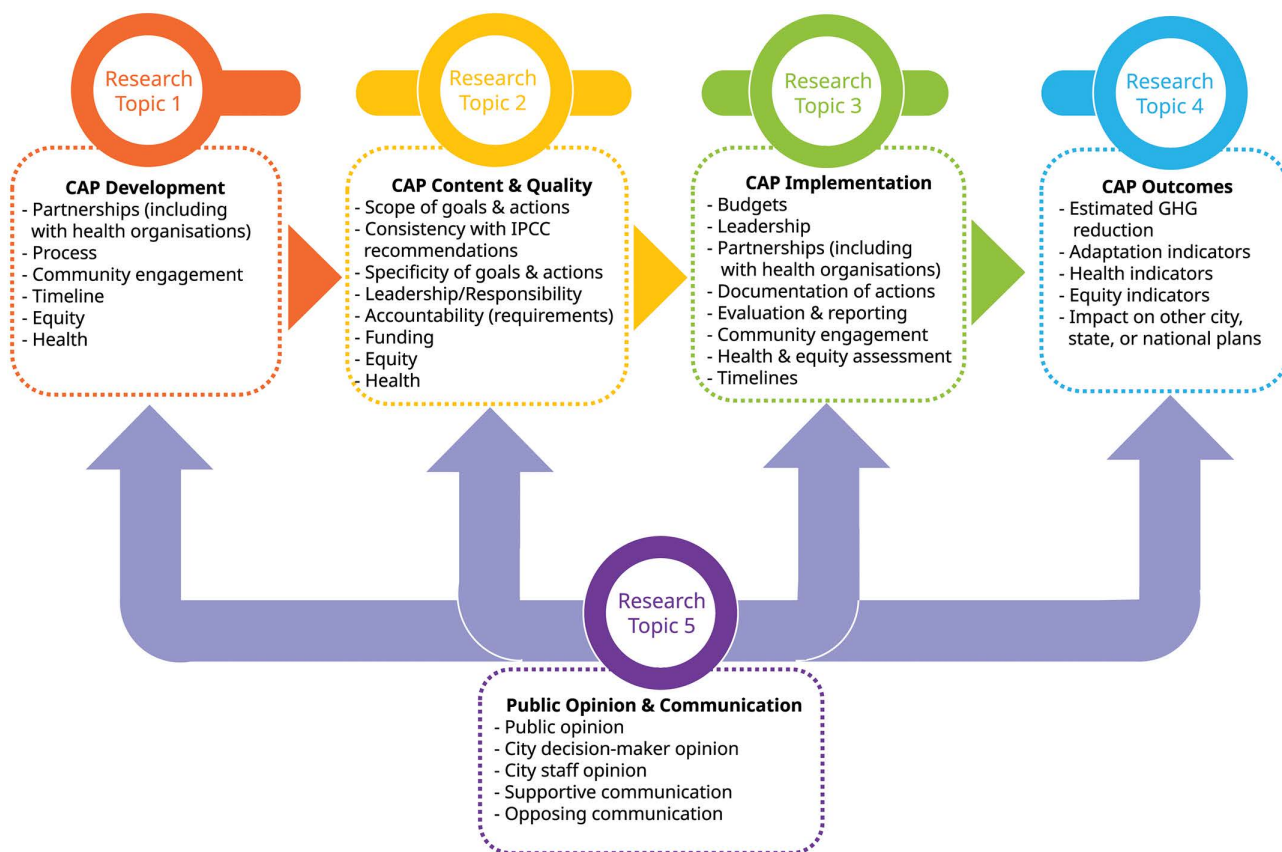 Research
Topic 1
CAP Development
- Partnerships (including
with health organisations)
- Process
- Community engagement
- Timeline
- Equity
- Health
Research
Topic 2
CAP Content & Quality
- Scope of goals & actions
- Consistency with IPCC
recommendations
- Specificity of goals & actions
- Leadership/Responsibility
- Accountability (requirements)
- Funding
- Equity
- Health
Research
Topic 3
CAP Implementation
- Budgets
- Leadership
- Partnerships (including
with health organisations)
- Documentation of actions
- Evaluation & reporting
- Community engagement
- Health & equity assessment
- Timelines
Research
Topic 4
CAP Outcomes
- Estimated GHG
reduction
- Adaptation indicators
- Health indicators
- Equity indicators
- Impact on other city,
state, or national plans
Research
Topic 5
Public Opinion & Communication
- Public opinion
- City decision-maker opinion
- City staff opinion
- Supportive communication
- Opposing communication